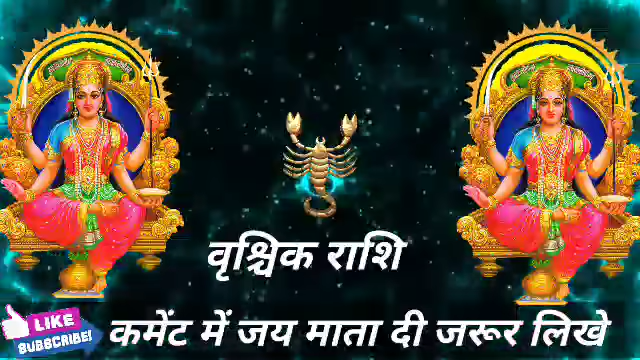 वृश्चिक राशि
LIKE
SUBSCRIBE!
कमेंट में जय माता दी जरूर लिखे